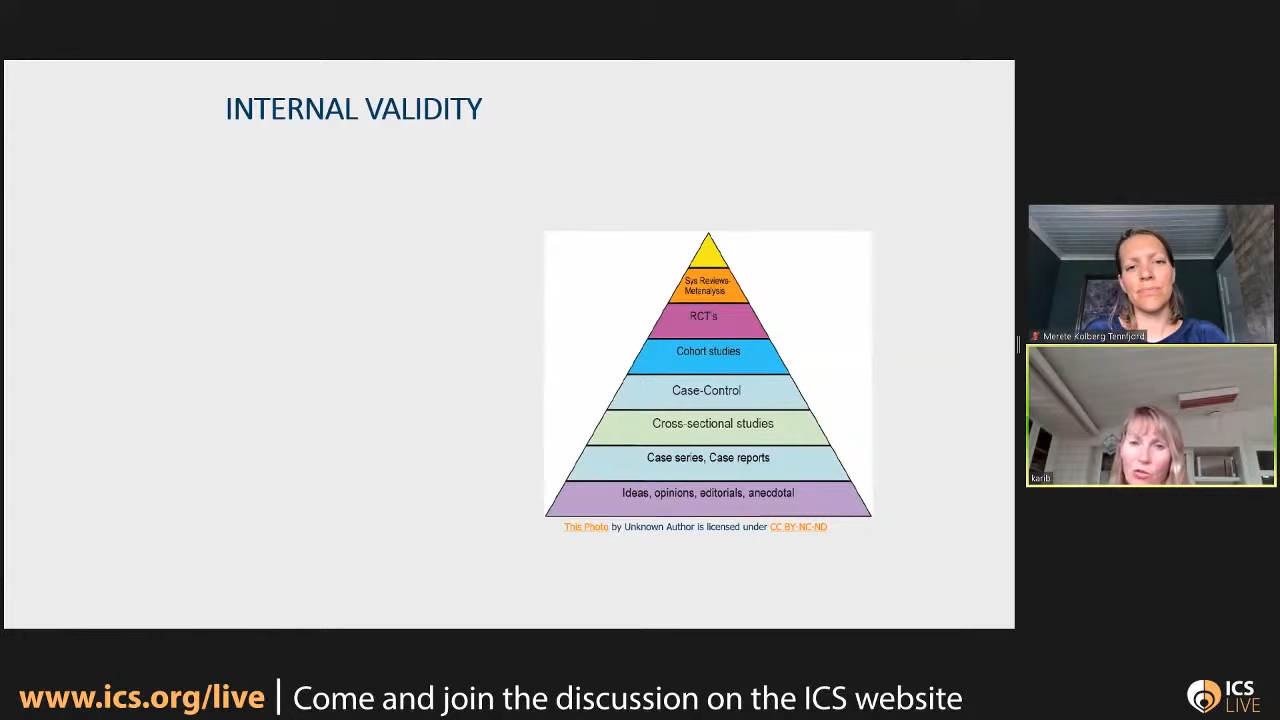 INTERNAL VALIDITY
Sys Reviews-
Metanalysis
RCT's
Cohort studies
Case-Control
Cross-sectional studies
Case series, Case reports
Ideas, opinions, editorials, anecdotal
This Photo by Unknown Author is licensed under CC BY-NC-ND
Merete Kolberg Tennfjord
karib
www.ics.org/live | Come and join the discussion on the ICS website
ICS
LIVE